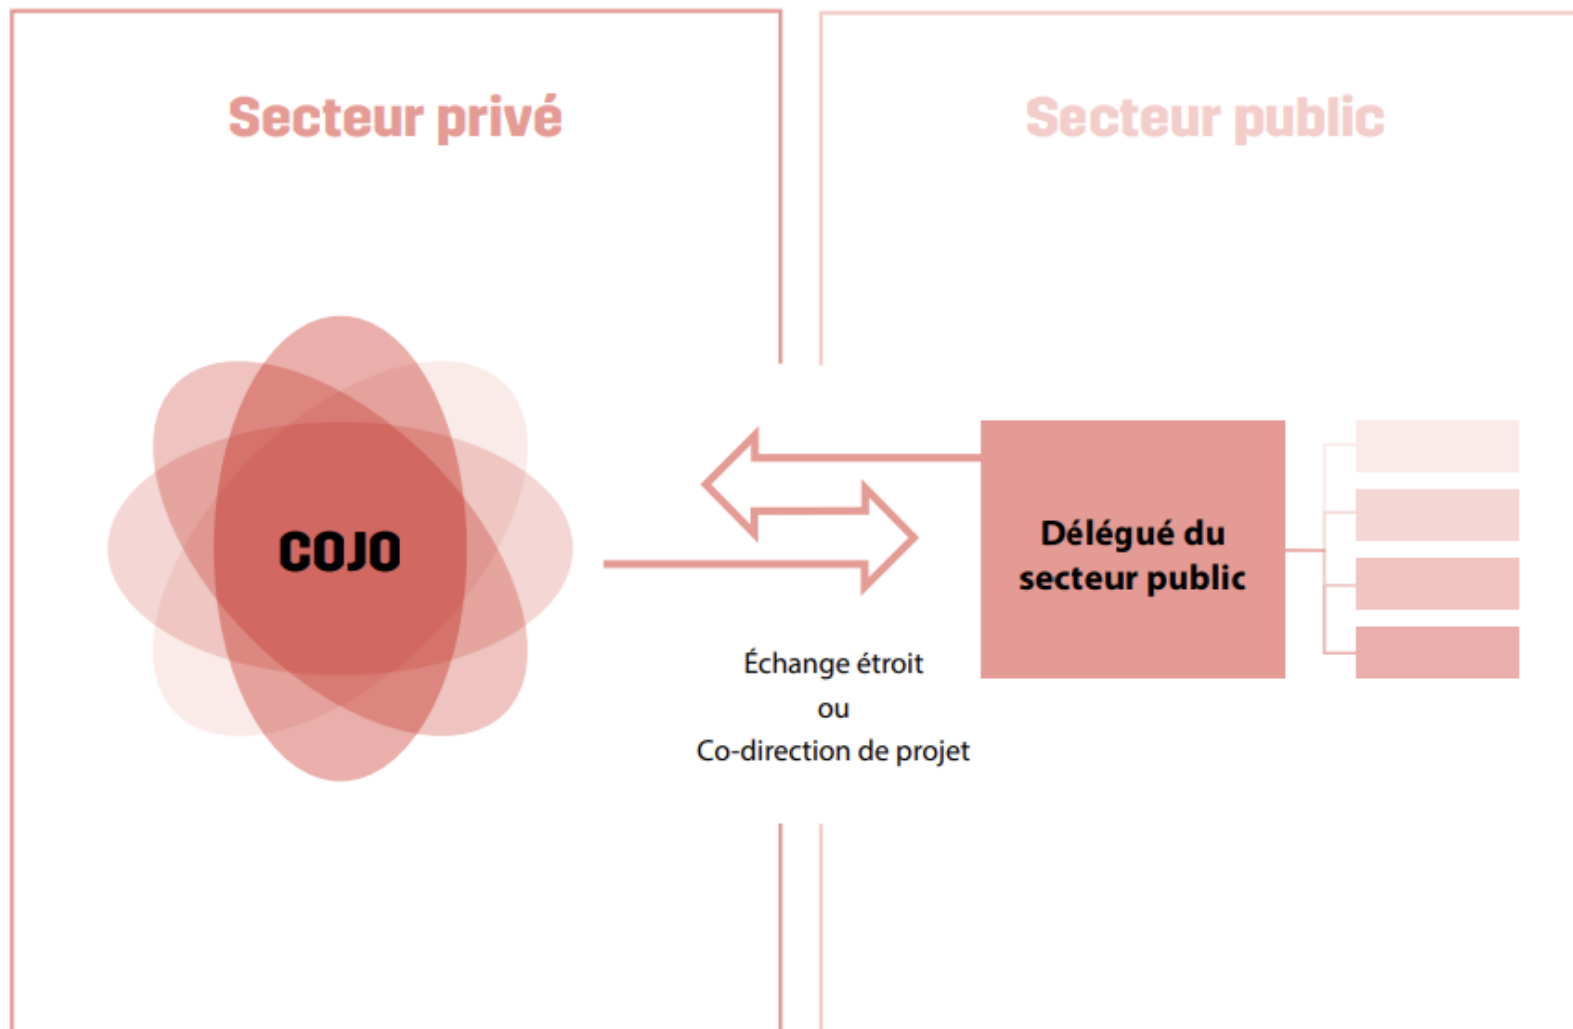 Secteur privé
Secteur public
COJO
Délégué du
secteur public
Échange étroit
ou
Co-direction de projet